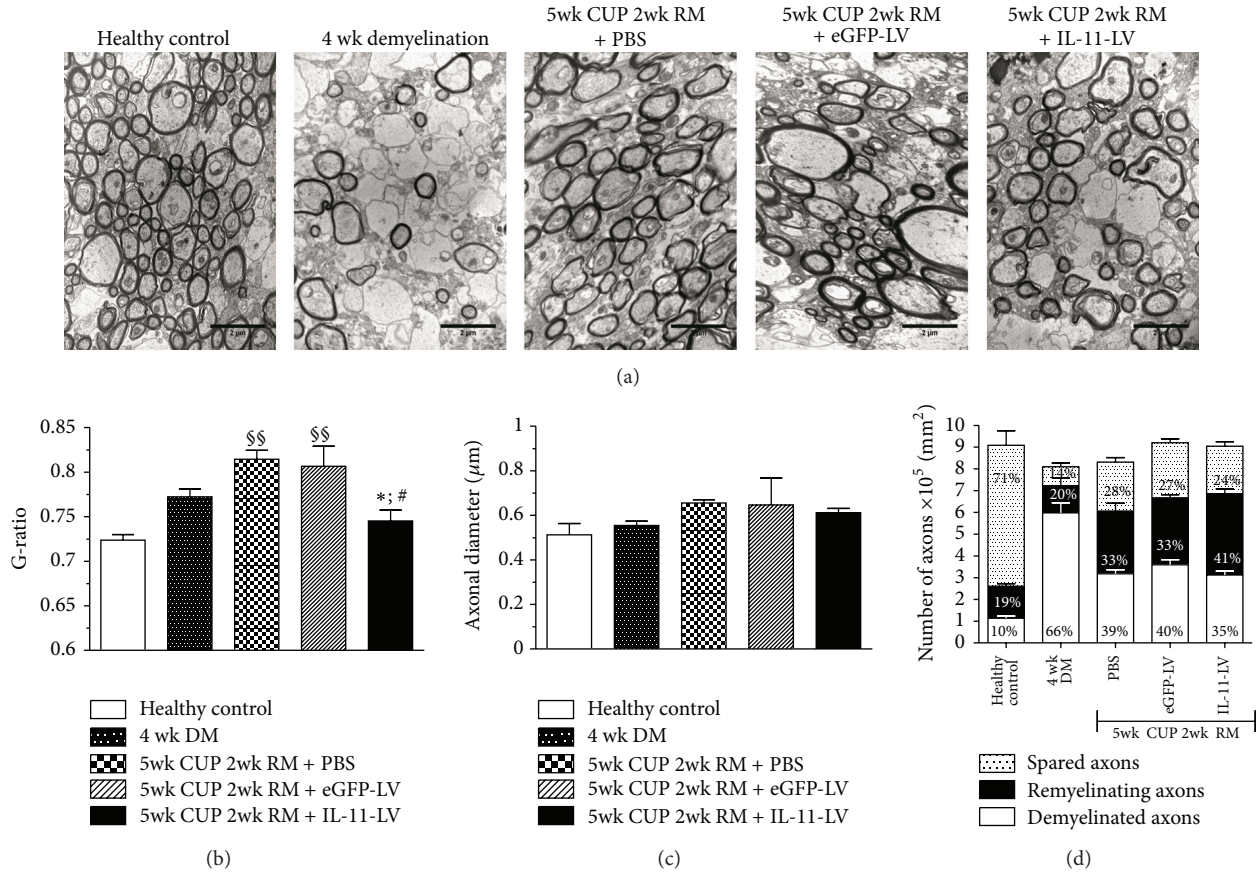 Healthy control
4 wk demyelination
5wk CUP 2wk RM
+ PBS
5wk CUP 2wk RM
+ eGFP-LV
5wk CUP 2wk RM
+ IL-11-LV
2 μm
2 μm
2 μm
2 μm
2 μm
(a)
G-ratio
0.85
0.8
0.75
0.7
0.65
0.6
§§
§§
*; #
Healthy control
4 wk DM
5wk CUP 2wk RM + PBS
5wk CUP 2wk RM + eGFP-LV
5wk CUP 2wk RM + IL-11-LV
(b)
Axonal diameter (μm)
1
0.8
0.6
0.4
0.2
0
Healthy control
4 wk DM
5wk CUP 2wk RM + PBS
5wk CUP 2wk RM + eGFP-LV
5wk CUP 2wk RM + IL-11-LV
(c)
Number of axons ×10⁵ (mm²)
10
9
8
7
6
5
4
3
2
1
0
71%
19%
10%
14%
20%
66%
28%
33%
39%
27%
33%
40%
24%
41%
35%
Healthy
control
4 wk
DM
PBS
eGFP-LV
IL-11-LV
5wk CUP 2wk RM
Spared axons
Remyelinating axons
Demyelinated axons
(d)